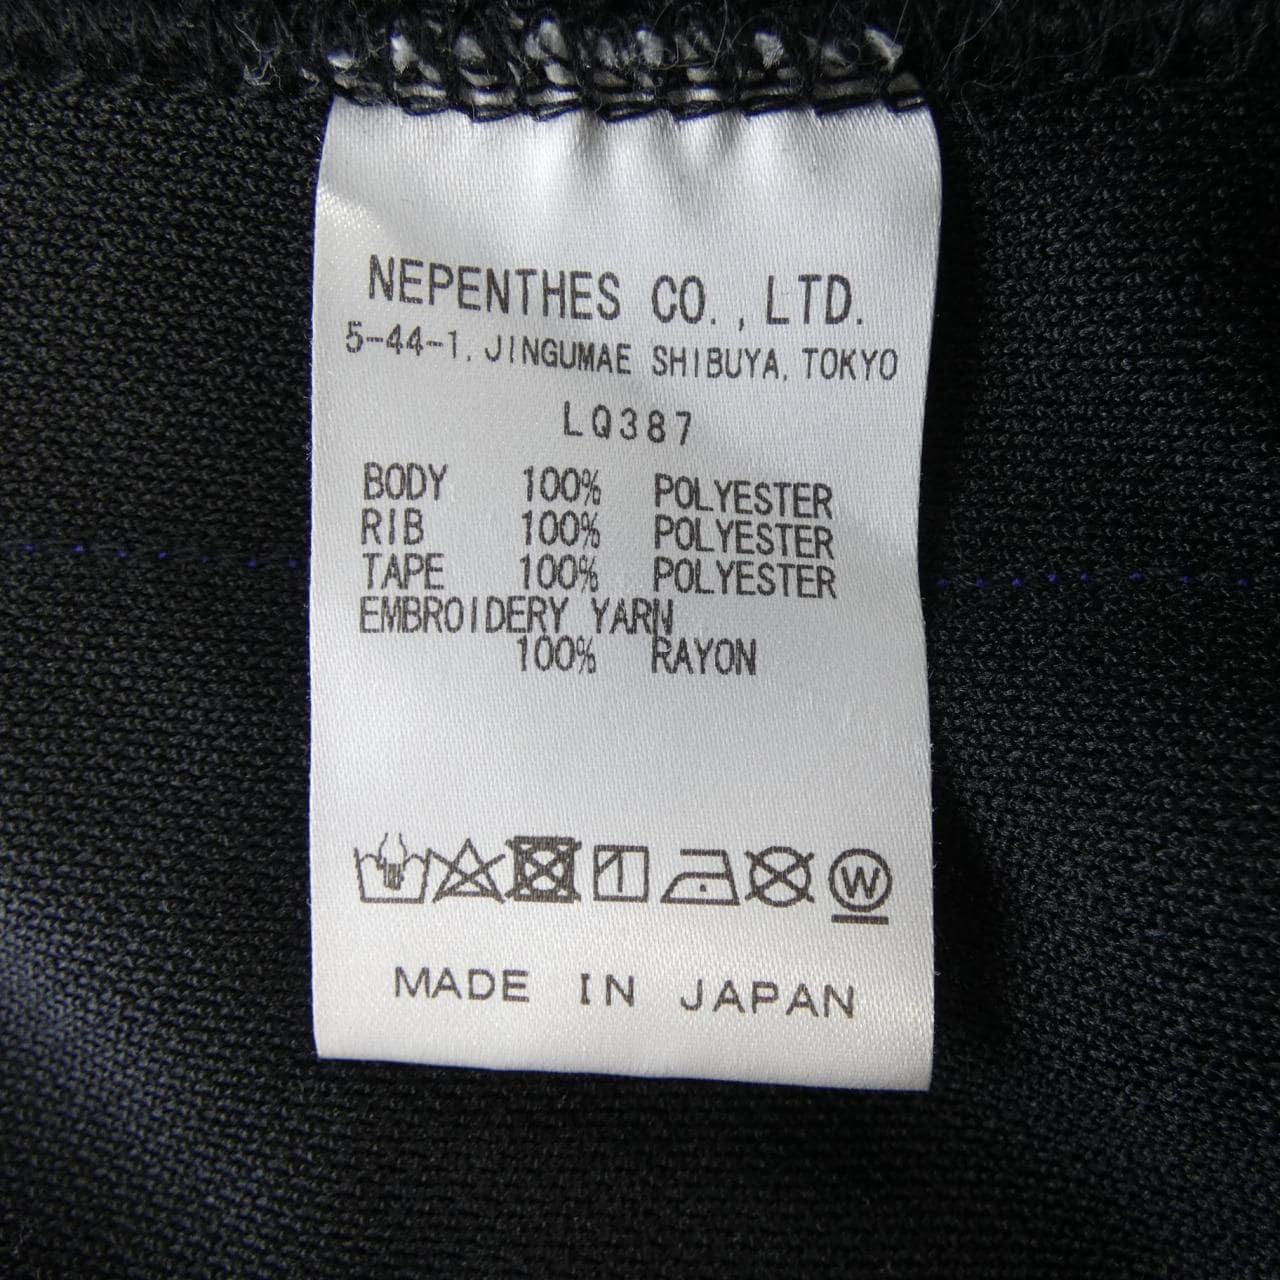 NEPENTHES CO., LTD.
5-44-1, JINGUMAE SHIBUYA, TOKYO
LQ387
BODY 100% POLYESTER
RIB 100% POLYESTER
TAPE 100% POLYESTER
EMBROIDERY YARN
100% RAYON
W
MADE IN JAPAN